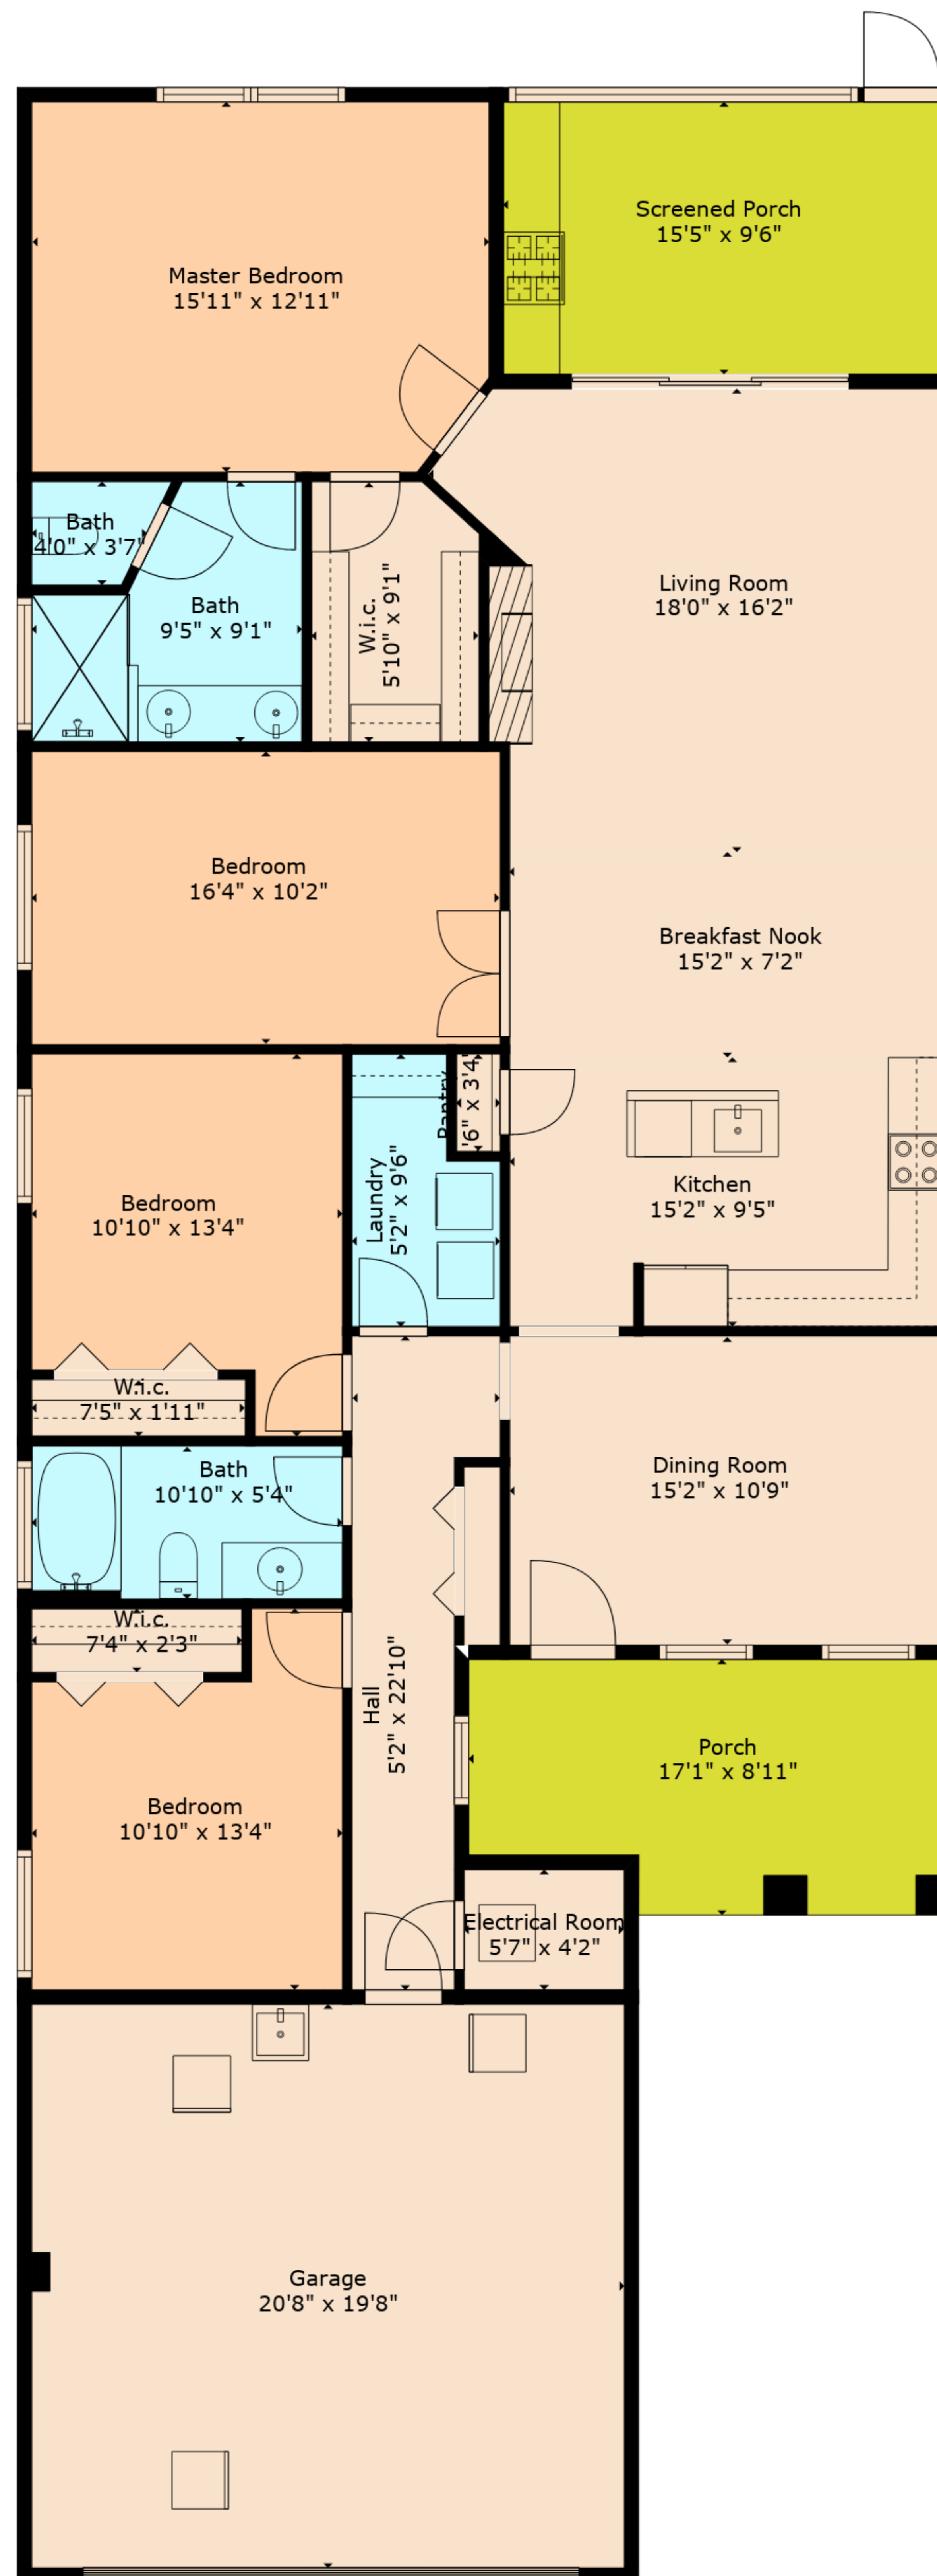 Screened Porch
15'5" x 9'6"
Master Bedroom
15'11" x 12'11"
Bath
4'0" x 3'7"
Bath
9'5" x 9'1"
W.i.c.
5'10" x 9'1"
Living Room
18'0" x 16'2"
Bedroom
16'4" x 10'2"
Breakfast Nook
15'2" x 7'2"
Pantry
'6" x 3'4"
Laundry
5'2" x 9'6"
Kitchen
15'2" x 9'5"
Bedroom
10'10" x 13'4"
W.i.c.
7'5" x 1'11"
Bath
10'10" x 5'4"
Dining Room
15'2" x 10'9"
W.i.c.
7'4" x 2'3"
Hall
5'2" x 22'10"
Porch
17'1" x 8'11"
Bedroom
10'10" x 13'4"
Electrical Room
5'7" x 4'2"
Garage
20'8" x 19'8"